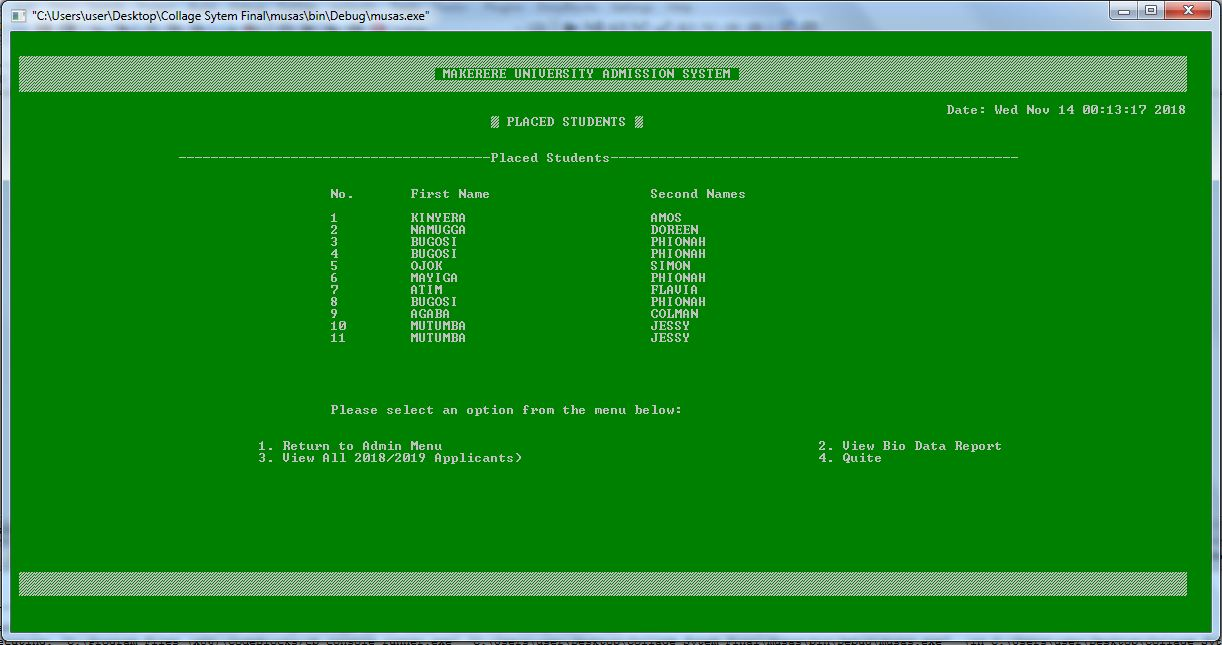 "C:\Users\user\Desktop\Collage Sytem Final\musas\bin\Debug\musas.exe"
MAKERERE UNIVERSITY ADMISSION SYSTEM
Date: Wed Nov 14 00:13:17 2018
PLACED STUDENTS
---------------------------------------Placed Students---------------------------------------------------
No. First Name Second Names
1 KINYERA AMOS
2 NAMUGGA DOREEN
3 BUGOSI PHIONAH
4 BUGOSI PHIONAH
5 OJOK SIMON
6 MAYIGA PHIONAH
7 ATIM FLAVIA
8 BUGOSI PHIONAH
9 AGABA COLMAN
10 MUTUMBA JESSY
11 MUTUMBA JESSY
Please select an option from the menu below:
1. Return to Admin Menu 2. View Bio Data Report
3. View All 2018/2019 Applicants> 4. Quite